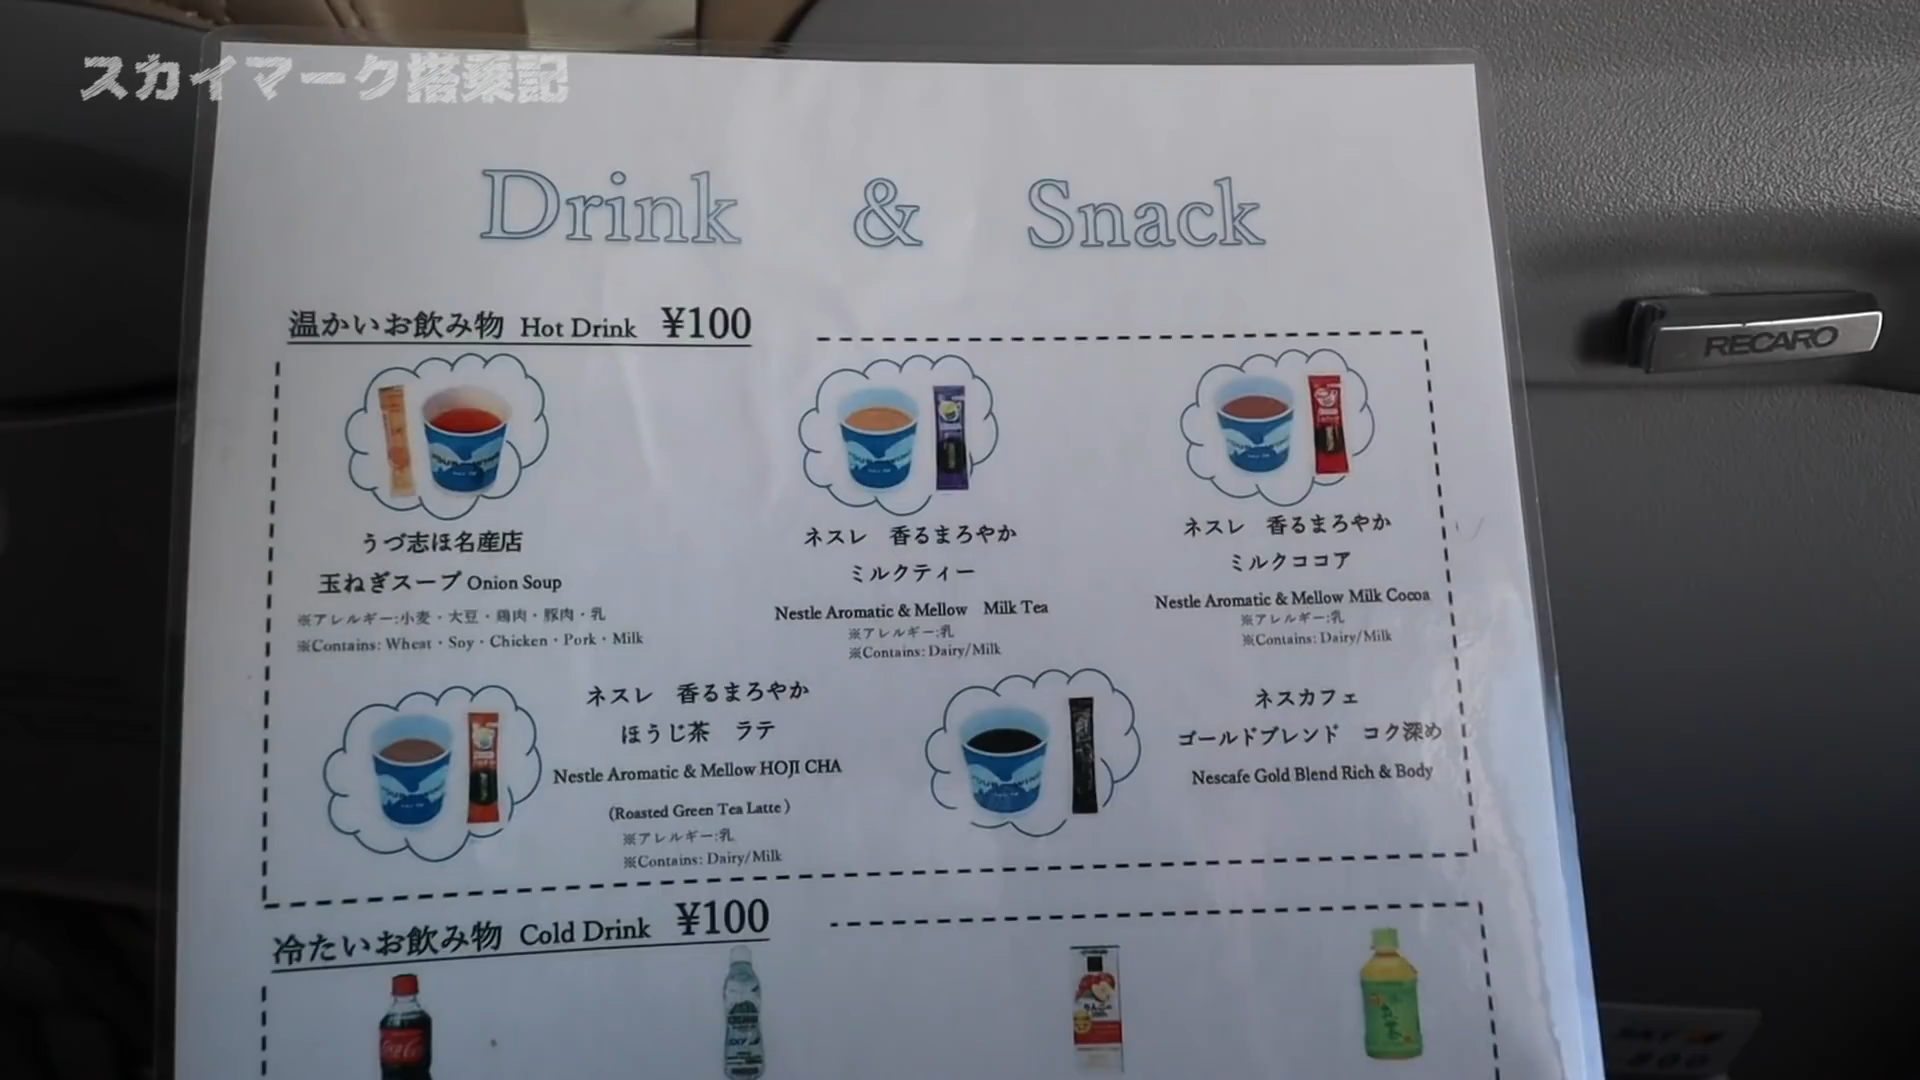 スカイマーク搭乗記
Drink & Snack
RECARO
温かいお飲み物 Hot Drink ¥100
うづ志ほ名産店
玉ねぎスープ Onion Soup
※アレルギー:小麦・大豆・鶏肉・豚肉・乳
※Contains: Wheat・Soy・Chicken・Pork・Milk
ネスレ 香るまろやか
ミルクティー
Nestle Aromatic & Mellow Milk Tea
※アレルギー:乳
※Contains: Dairy/Milk
ネスレ 香るまろやか
ミルクココア
Nestle Aromatic & Mellow Milk Cocoa
※アレルギー:乳
※Contains: Dairy/Milk
ネスレ 香るまろやか
ほうじ茶 ラテ
Nestle Aromatic & Mellow HOJI CHA
(Roasted Green Tea Latte)
※アレルギー:乳
※Contains: Dairy/Milk
ネスカフェ
ゴールドブレンド コク深め
Nescafe Gold Blend Rich & Body
冷たいお飲み物 Cold Drink ¥100